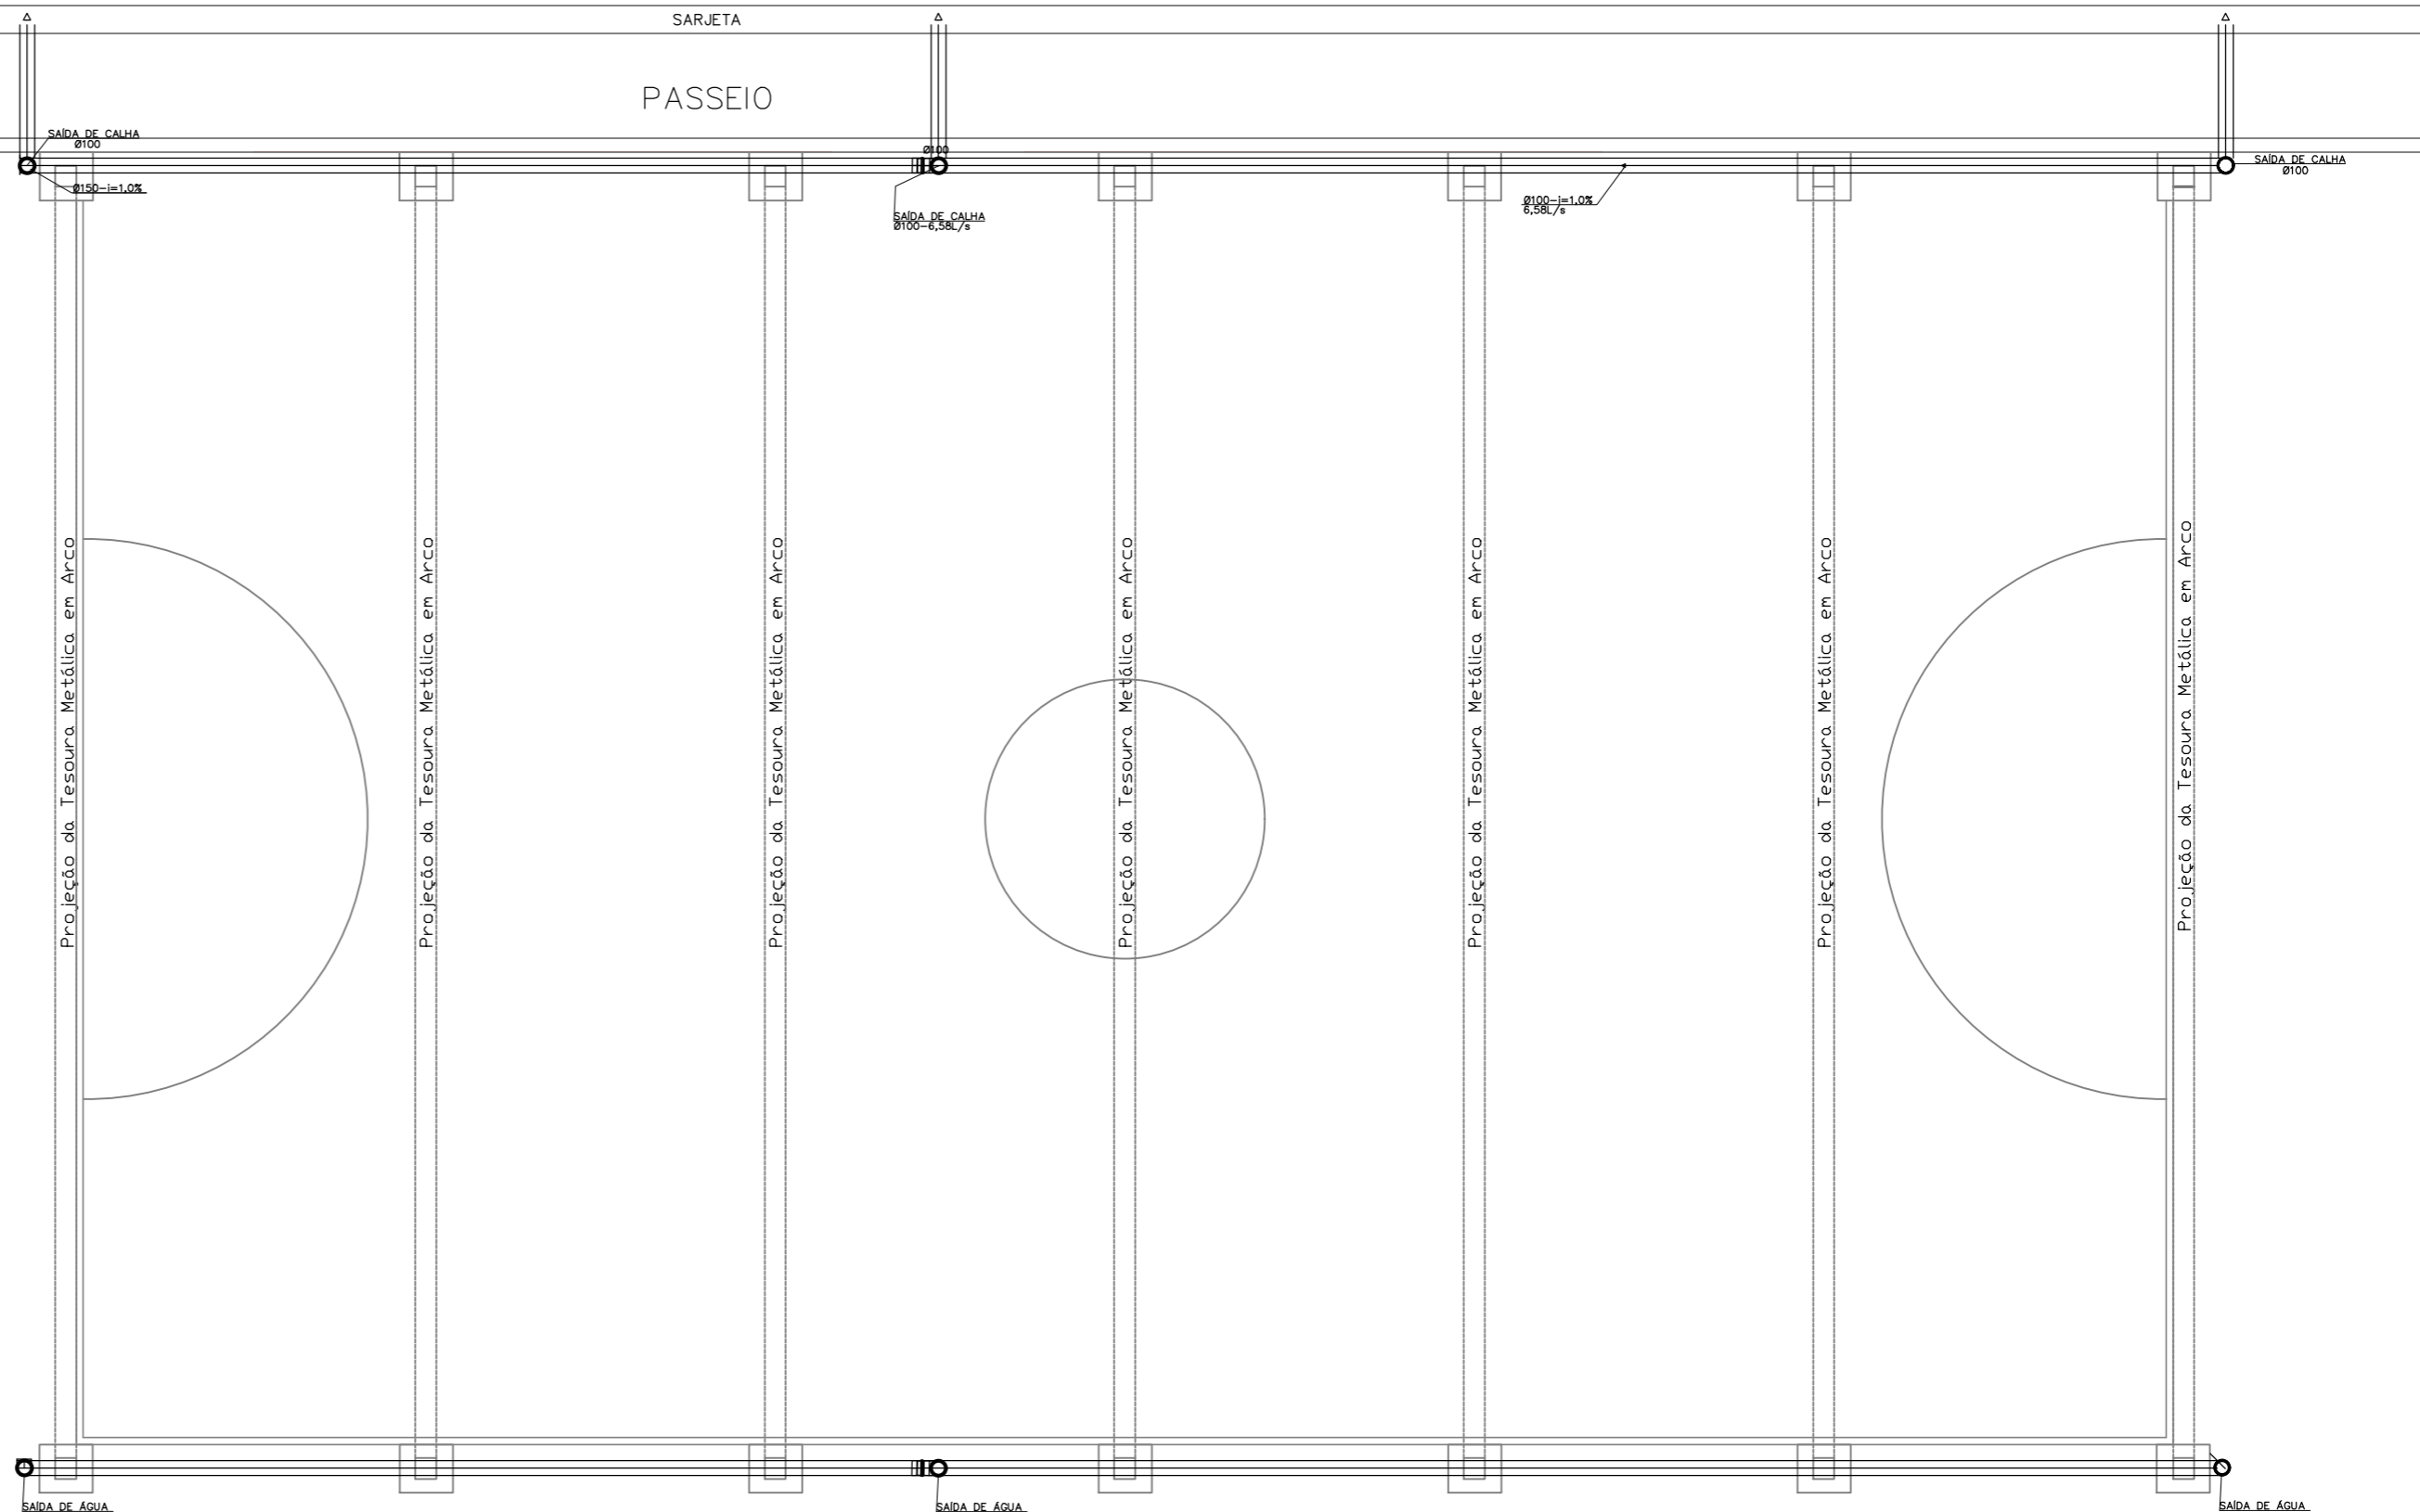 SARJETA
PASSEIO
SAÍDA DE CALHA
Ø100
Ø150-i=1.0%
Ø100
SAÍDA DE CALHA
Ø100-6,58L/s
Ø100-i=1.0%
6,58L/s
SAÍDA DE CALHA
Ø100
Projeção da Tesoura Metálica em Arco
Projeção da Tesoura Metálica em Arco
Projeção da Tesoura Metálica em Arco
Projeção da Tesoura Metálica em Arco
Projeção da Tesoura Metálica em Arco
Projeção da Tesoura Metálica em Arco
Projeção da Tesoura Metálica em Arco
SAÍDA DE ÁGUA
SAÍDA DE ÁGUA
SAÍDA DE ÁGUA